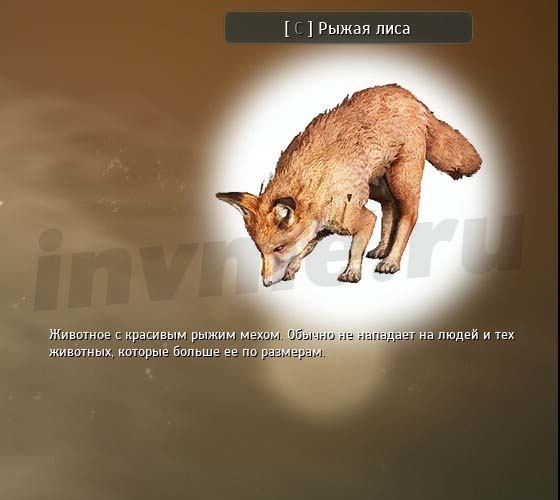 [ C ] Рыжая лиса
invme.ru
Животное с красивым рыжим мехом. Обычно не нападает на людей и тех
животных, которые больше ее по размерам.